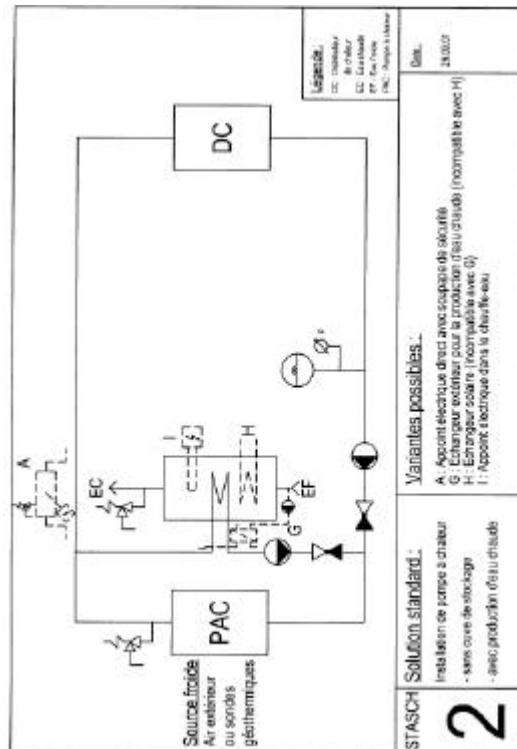 A
EC
I
H
EF
G
PAC
DC
Source froide
Air extérieur
ou sondes
géothermiques
Légende:
DC : Distributeur
de chaleur
EC : Eau chaude
EF : Eau froide
PAC : Pompe à chaleur
STASCH
2
Solution standard :
Installation de pompe à chaleur
- sans cuve de stockage
- avec production d'eau chaude
Variantes possibles :
A : Appoint électrique direct avec soupape de sécurité
G : Echangeur extérieur pour la production d'eau chaude (incompatible avec H)
H : Echangeur solaire (incompatible avec G)
I : Appoint électrique dans le chauffe-eau
Date: